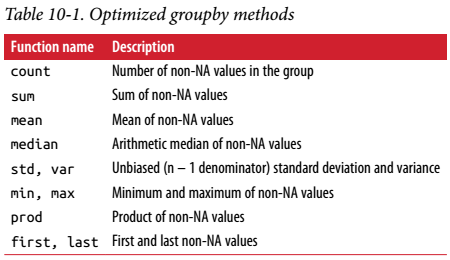 Table 10-1. Optimized groupby methods
Function name Description
count Number of non-NA values in the group
sum Sum of non-NA values
mean Mean of non-NA values
median Arithmetic median of non-NA values
std, var Unbiased (n – 1 denominator) standard deviation and variance
min, max Minimum and maximum of non-NA values
prod Product of non-NA values
first, last First and last non-NA values